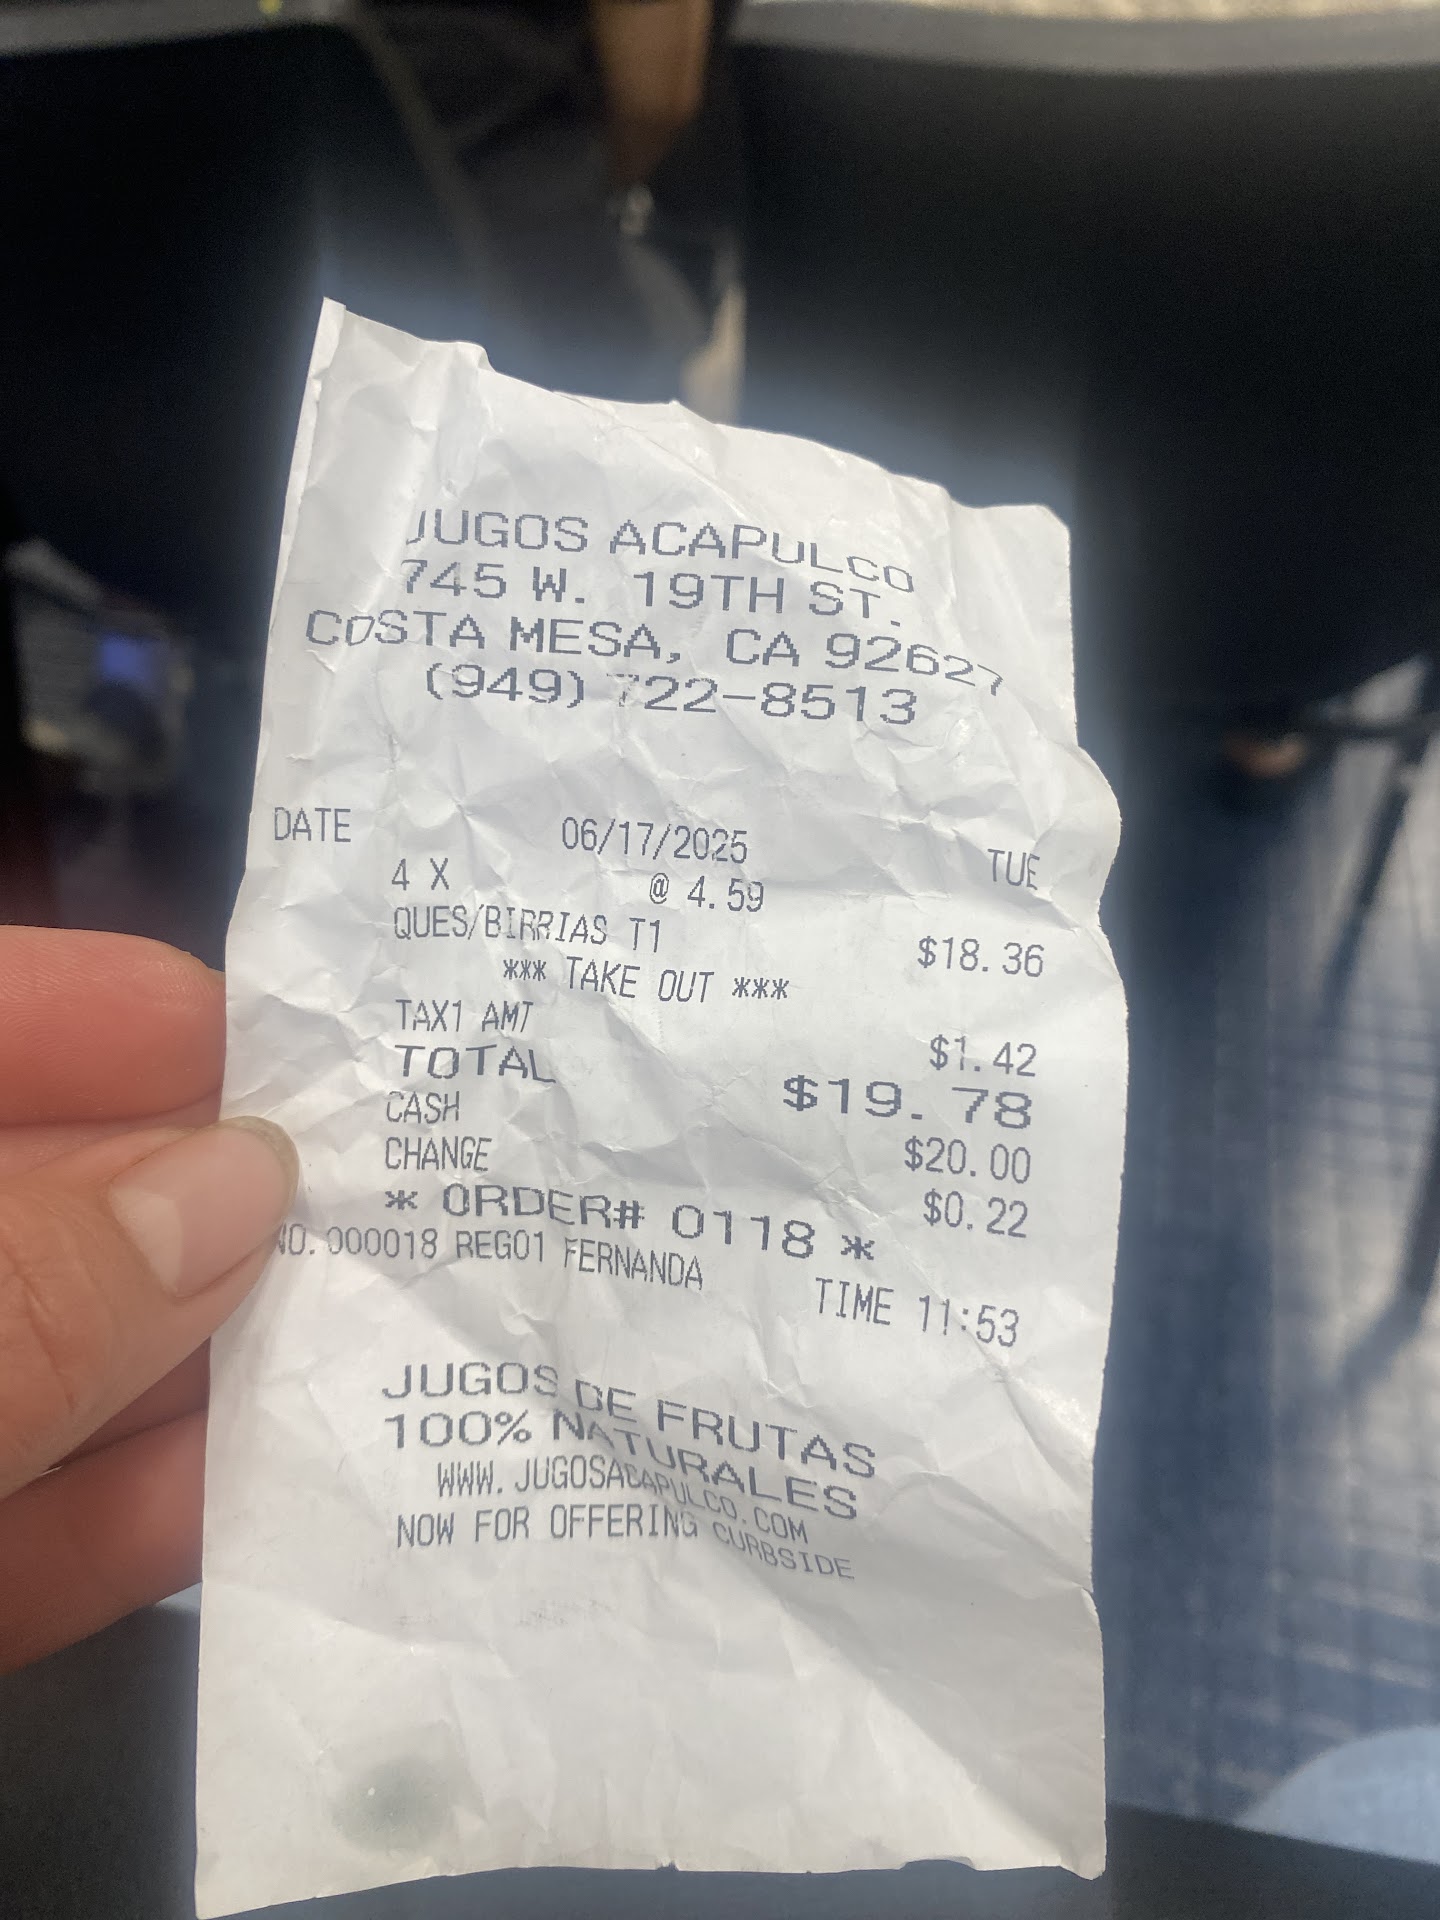 JUGOS ACAPULCO
745 W. 19TH ST.
COSTA MESA, CA 92627
(949) 722-8513
DATE 06/17/2025 TUE
4 X @ 4.59
QUES/BIRRIAS T1 $18.36
*** TAKE OUT ***
TAX1 AMT $1.42
TOTAL $19.78
CASH $20.00
CHANGE $0.22
* ORDER# 0118 *
NO.000018 REG01 FERNANDA TIME 11:53
JUGOS DE FRUTAS
100% NATURALES
WWW.JUGOSACAPULCO.COM
NOW FOR OFFERING CURBSIDE